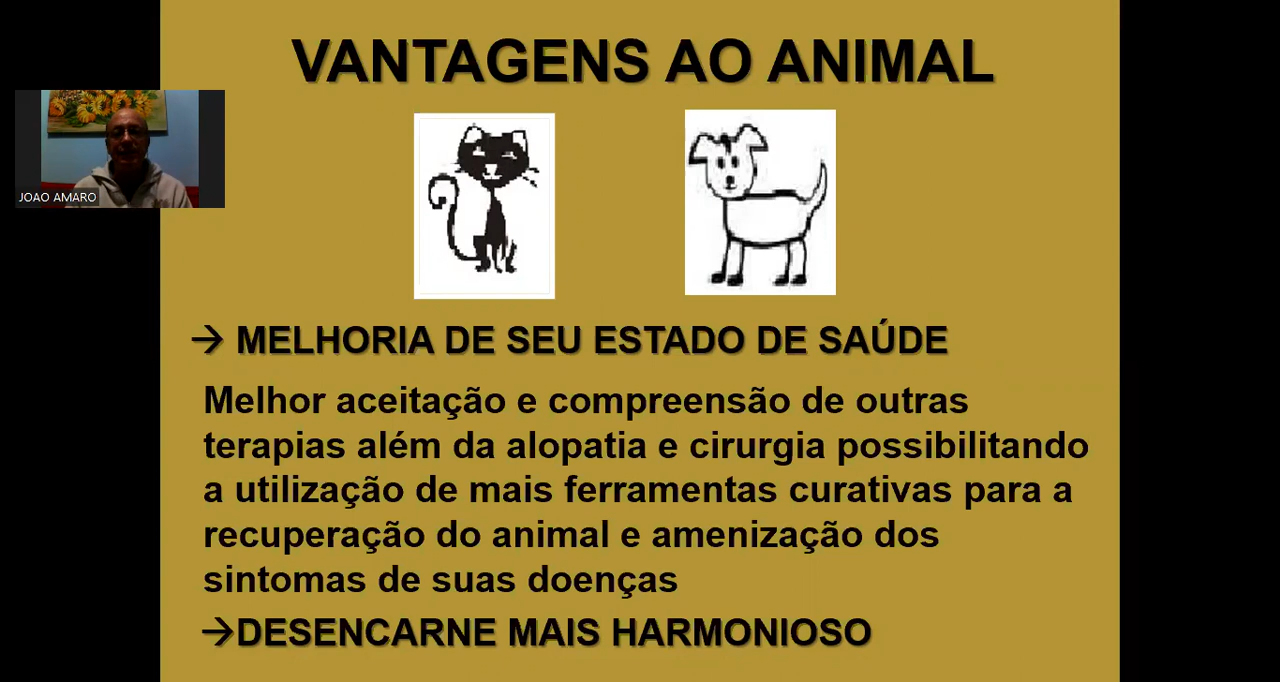 VANTAGENS AO ANIMAL
JOAO AMARO
→ MELHORIA DE SEU ESTADO DE SAÚDE
Melhor aceitação e compreensão de outras
terapias além da alopatia e cirurgia possibilitando
a utilização de mais ferramentas curativas para a
recuperação do animal e amenização dos
sintomas de suas doenças
→DESENCARNE MAIS HARMONIOSO